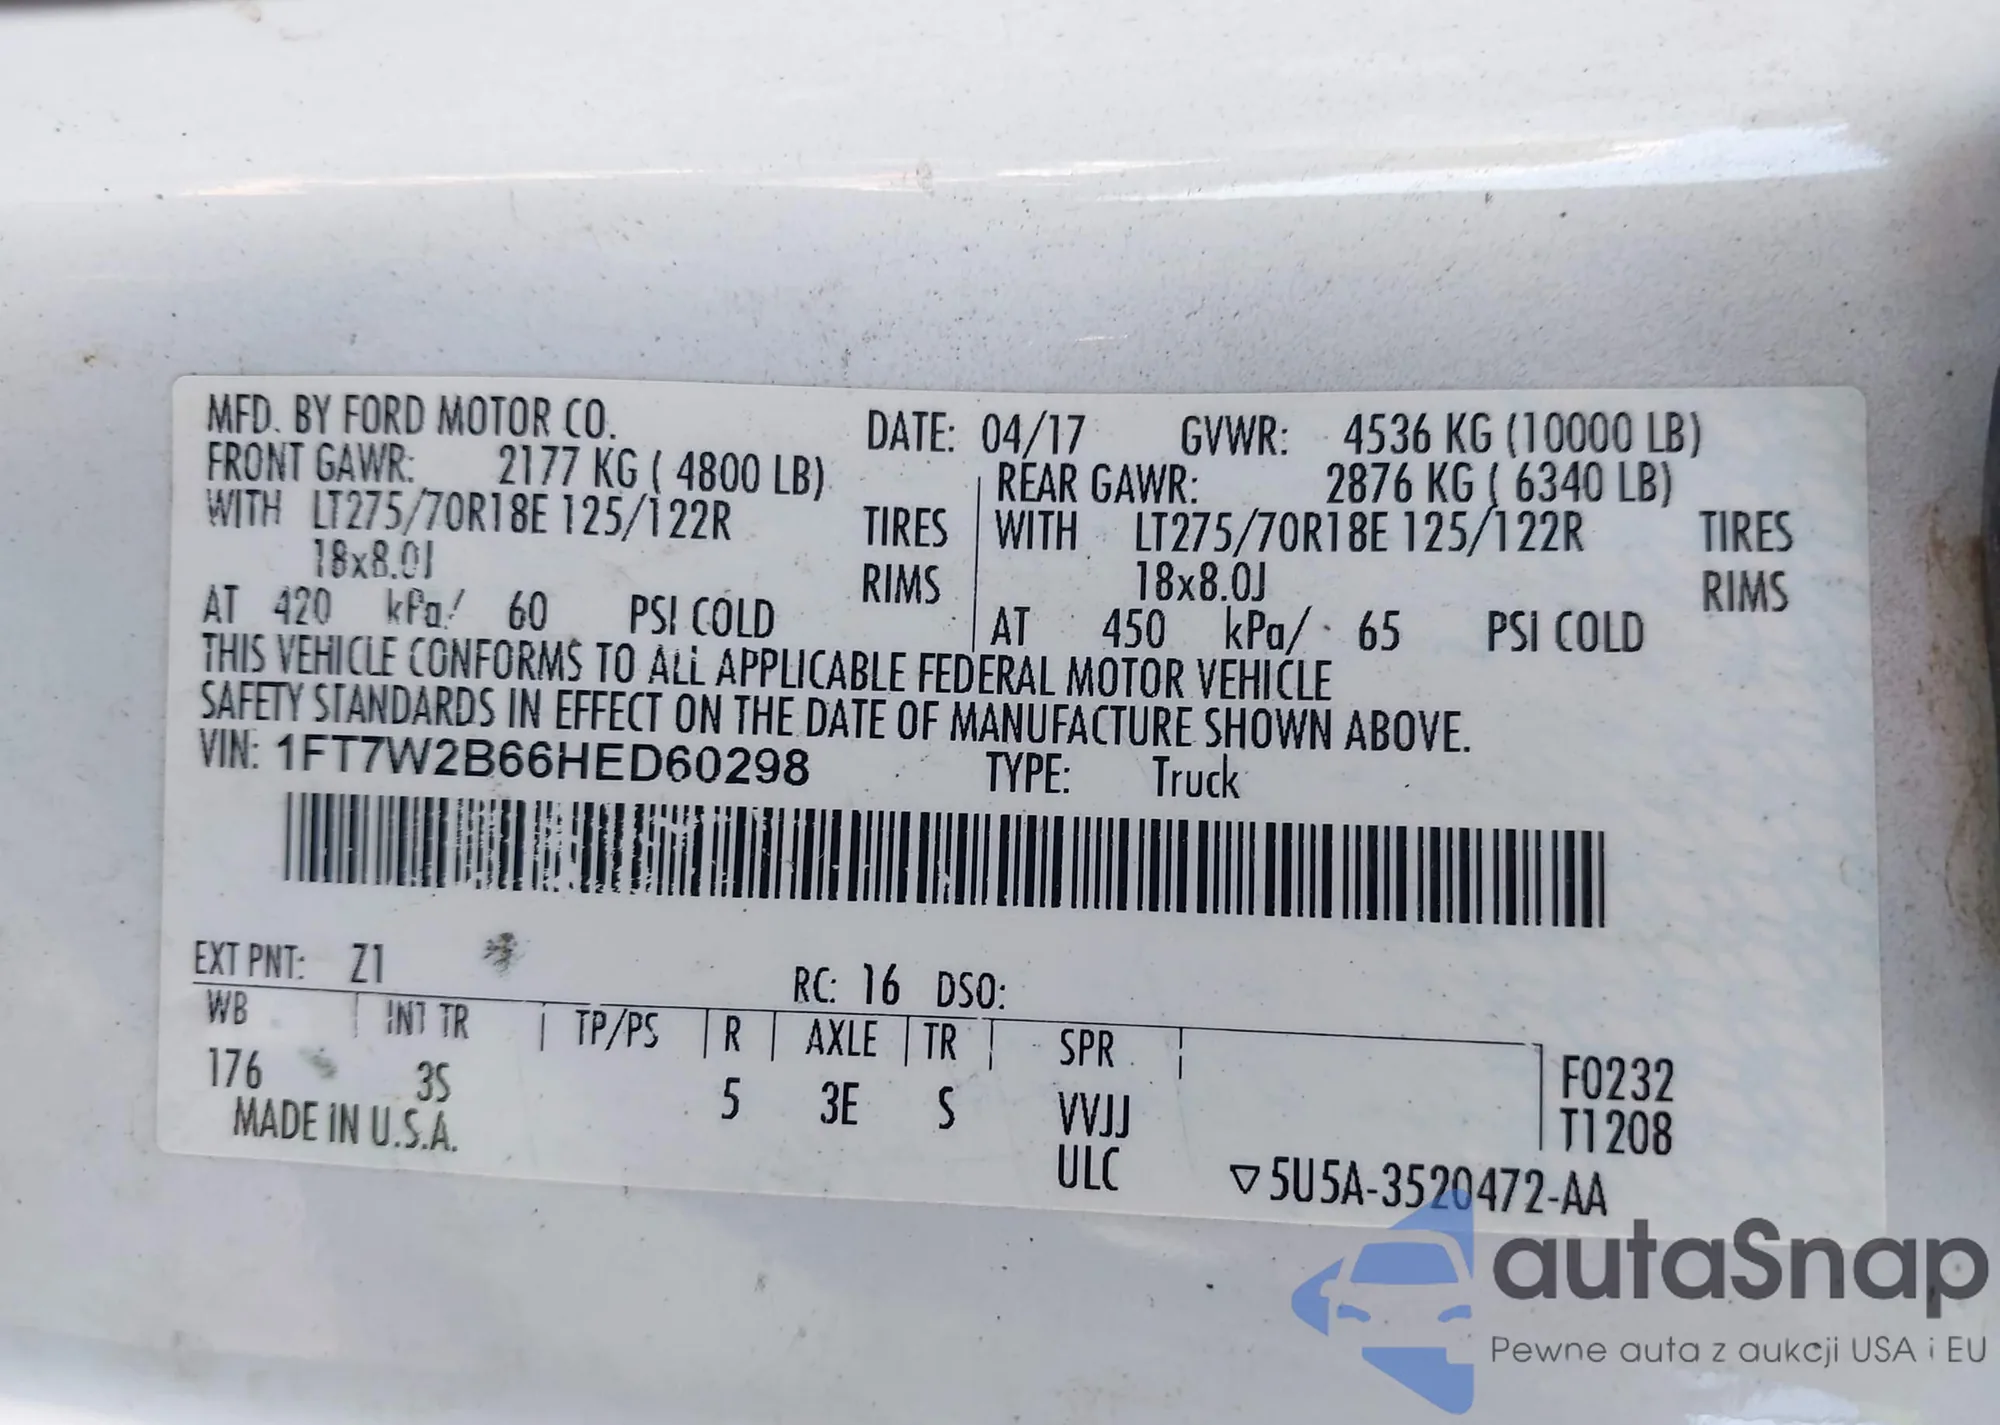 MFD. BY FORD MOTOR CO. DATE: 04/17 GVWR: 4536 KG (10000 LB)
FRONT GAWR: 2177 KG ( 4800 LB) REAR GAWR: 2876 KG ( 6340 LB)
WITH LT275/70R18E 125/122R TIRES WITH LT275/70R18E 125/122R TIRES
18x8.0J RIMS 18x8.0J RIMS
AT 420 kPa/ 60 PSI COLD AT 450 kPa/ 65 PSI COLD
THIS VEHICLE CONFORMS TO ALL APPLICABLE FEDERAL MOTOR VEHICLE
SAFETY STANDARDS IN EFFECT ON THE DATE OF MANUFACTURE SHOWN ABOVE.
VIN: 1FT7W2B66HED60298 TYPE: Truck
EXT PNT: Z1 RC: 16 DSO:
WB INT TR TP/PS R AXLE TR SPR F0232
176 3S 5 3E S VVJJ T1208
MADE IN U.S.A. ULC ▽5U5A-3520472-AA
autaSnap
Pewne auta z aukcji USA i EU